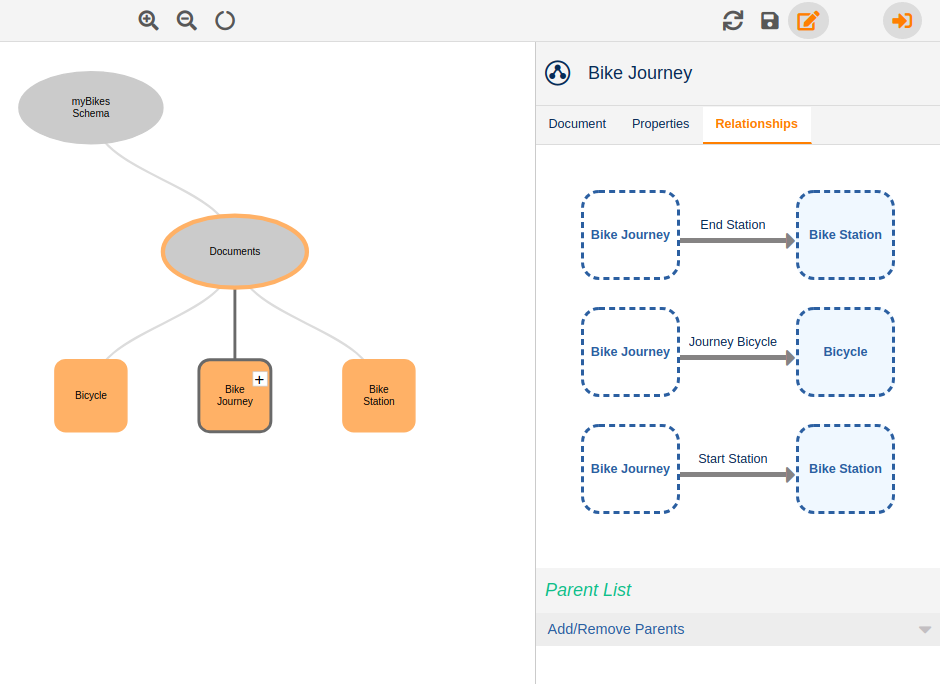 myBikes
Schema
Documents
Bicycle
Bike
Journey
+
Bike
Station
Bike Journey
Document Properties Relationships
Bike Journey End Station Bike Station
Bike Journey Journey Bicycle Bicycle
Bike Journey Start Station Bike Station
Parent List
Add/Remove Parents